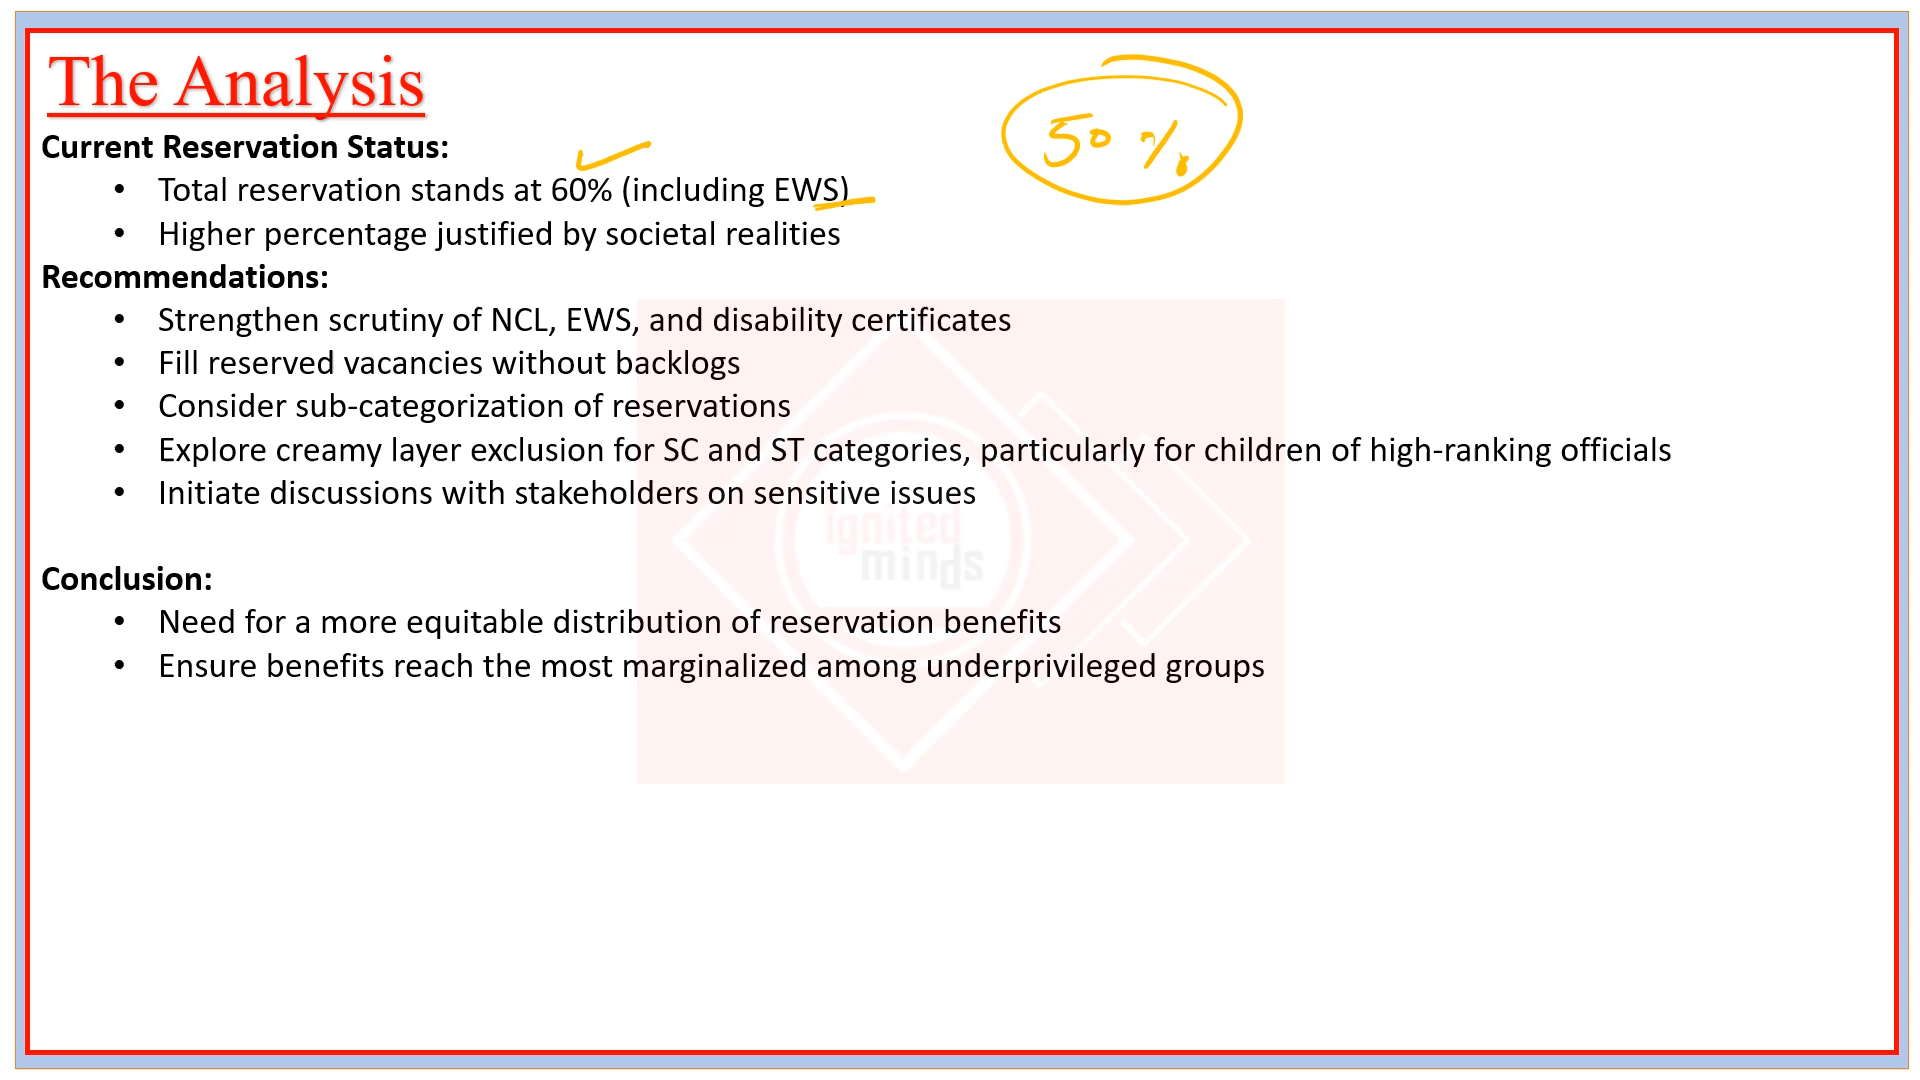 The Analysis
50%
Current Reservation Status:
• Total reservation stands at 60% (including EWS)
• Higher percentage justified by societal realities
Recommendations:
• Strengthen scrutiny of NCL, EWS, and disability certificates
• Fill reserved vacancies without backlogs
• Consider sub-categorization of reservations
• Explore creamy layer exclusion for SC and ST categories, particularly for children of high-ranking officials
• Initiate discussions with stakeholders on sensitive issues
ignited
minds
Conclusion:
• Need for a more equitable distribution of reservation benefits
• Ensure benefits reach the most marginalized among underprivileged groups